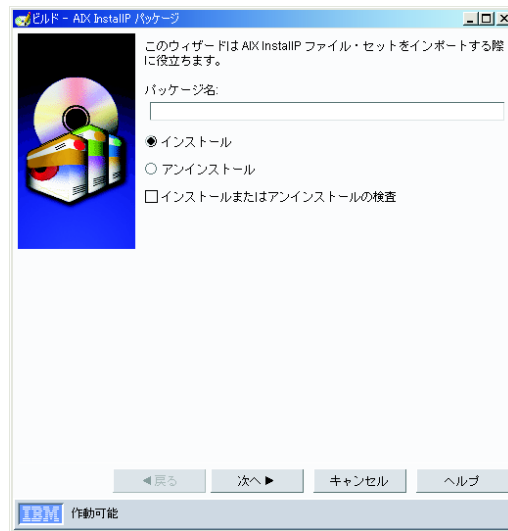 ビルド - AIX InstallP パッケージ
このウィザードは AIX InstallP ファイル・セットをインポートする際
に役立ちます。
パッケージ名:
インストール
アンインストール
インストールまたはアンインストールの検査
◀戻る 次へ▶ キャンセル ヘルプ
IBM 作動可能